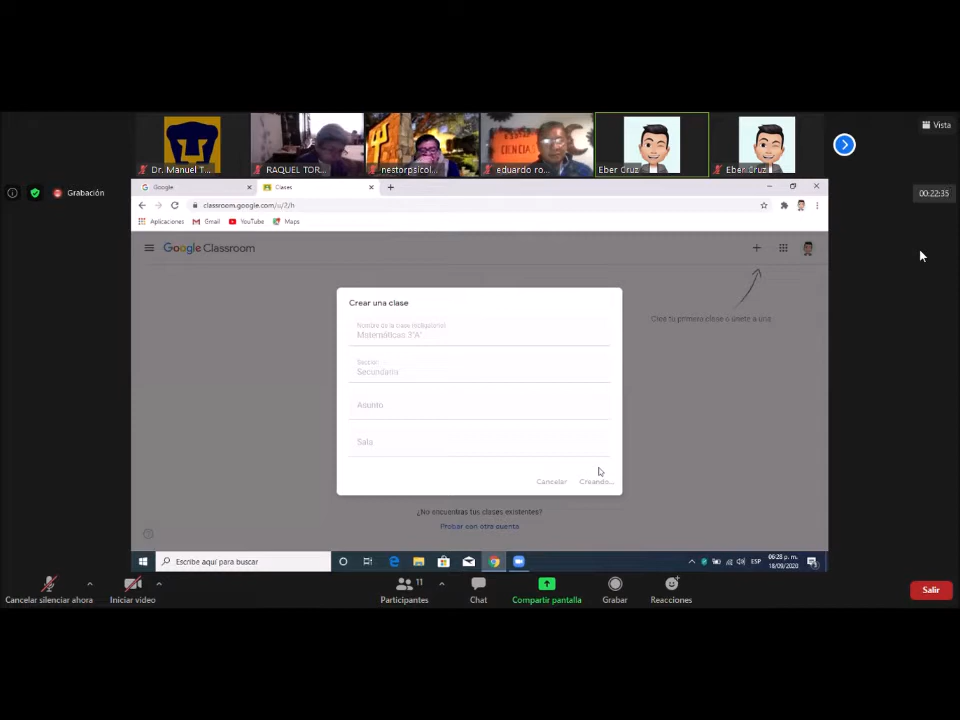 Vista
Dr. Manuel T...
RAQUEL TOR...
CIENCIA
nestorpsicol...
eduardo ro...
Eber Cruz
Eber Cruz
Grabación
00:22:35
Google
Clases
classroom.google.com/u/2/h
Aplicaciones
Gmail
YouTube
Maps
Google Classroom
Crea tu primera clase o únete a una
Crear una clase
Nombre de la clase (obligatorio)
Matemáticas 3"A"
Sección
Secundaria
Asunto
Sala
Cancelar
Creando...
¿No encuentras tus clases existentes?
Probar con otra cuenta
Escribe aquí para buscar
ESP
06:28 p. m.
18/09/2020
Cancelar silenciar ahora
Iniciar video
Participantes
11
Chat
Compartir pantalla
Grabar
Reacciones
Salir